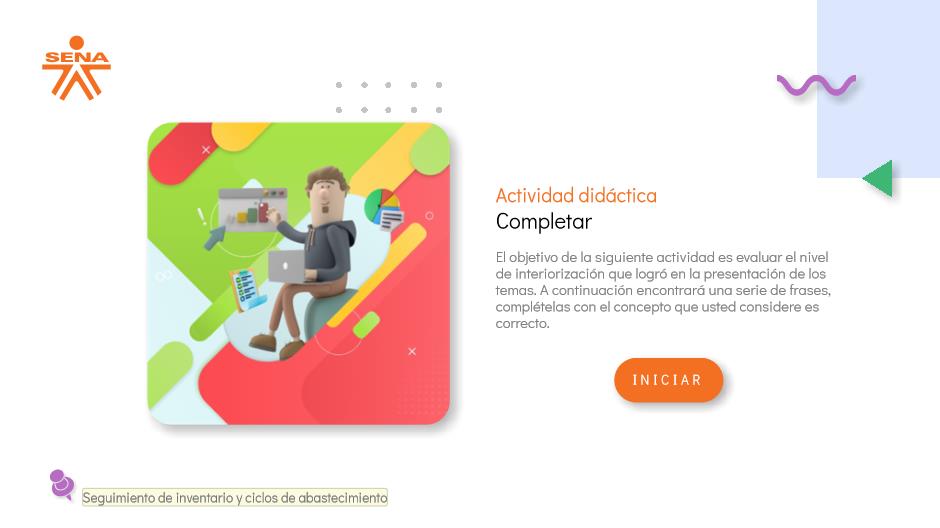 SENA
Actividad didáctica
Completar
El objetivo de la siguiente actividad es evaluar el nivel
de interiorización que logró en la presentación de los
temas. A continuación encontrará una serie de frases,
complételas con el concepto que usted considere es
correcto.
INICIAR
Seguimiento de inventario y ciclos de abastecimiento